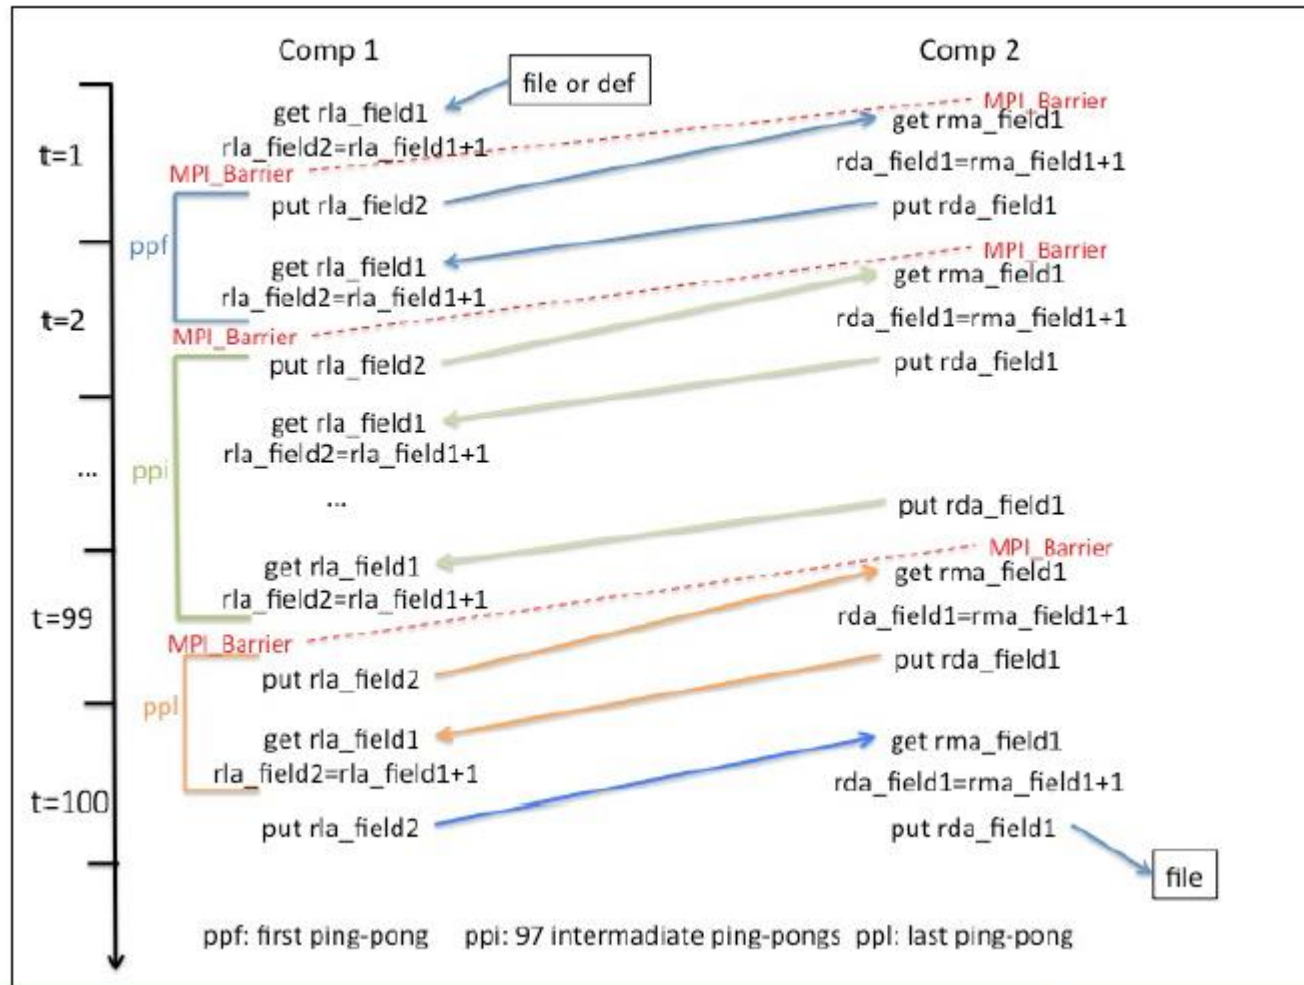 Comp 1
Comp 2
file or def
get rla_field1
rla_field2=rla_field1+1
MPI_Barrier
put rla_field2
MPI_Barrier
get rma_field1
rda_field1=rma_field1+1
put rda_field1
t=1
ppf
get rla_field1
rla_field2=rla_field1+1
MPI_Barrier
put rla_field2
MPI_Barrier
get rma_field1
rda_field1=rma_field1+1
put rda_field1
t=2
get rla_field1
rla_field2=rla_field1+1
...
ppi
...
put rda_field1
get rla_field1
rla_field2=rla_field1+1
MPI_Barrier
put rla_field2
MPI_Barrier
get rma_field1
rda_field1=rma_field1+1
put rda_field1
t=99
ppl
get rla_field1
rla_field2=rla_field1+1
put rla_field2
get rma_field1
rda_field1=rma_field1+1
put rda_field1
t=100
file
ppf: first ping-pong ppi: 97 intermadiate ping-pongs ppl: last ping-pong